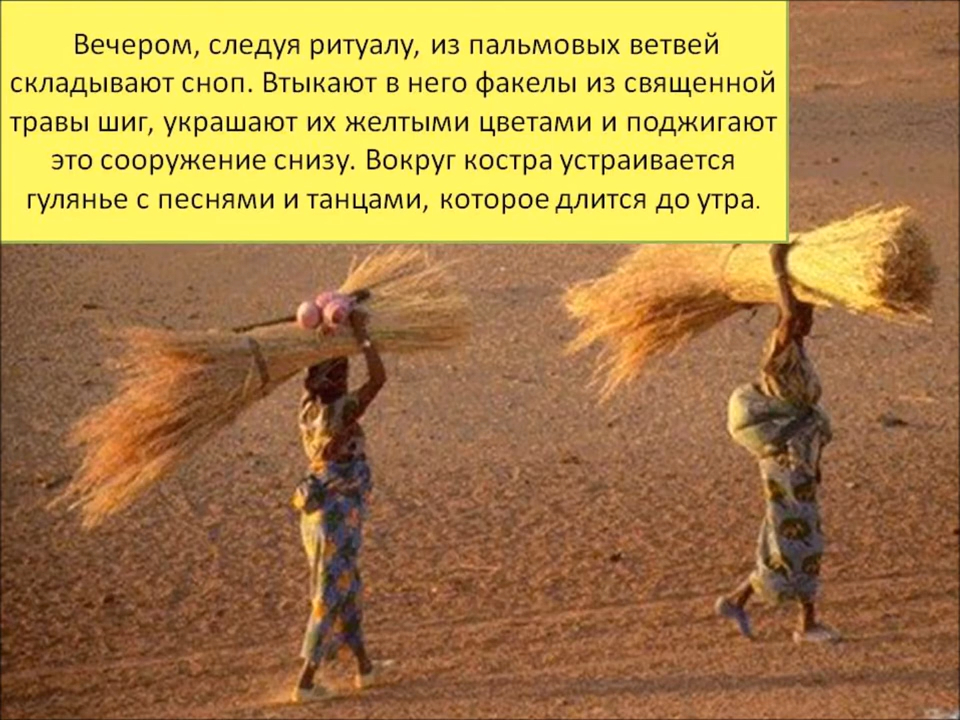 Вечером, следуя ритуалу, из пальмовых ветвей
складывают сноп. Втыкают в него факелы из священной
травы шиг, украшают их желтыми цветами и поджигают
это сооружение снизу. Вокруг костра устраивается
гулянье с песнями и танцами, которое длится до утра.